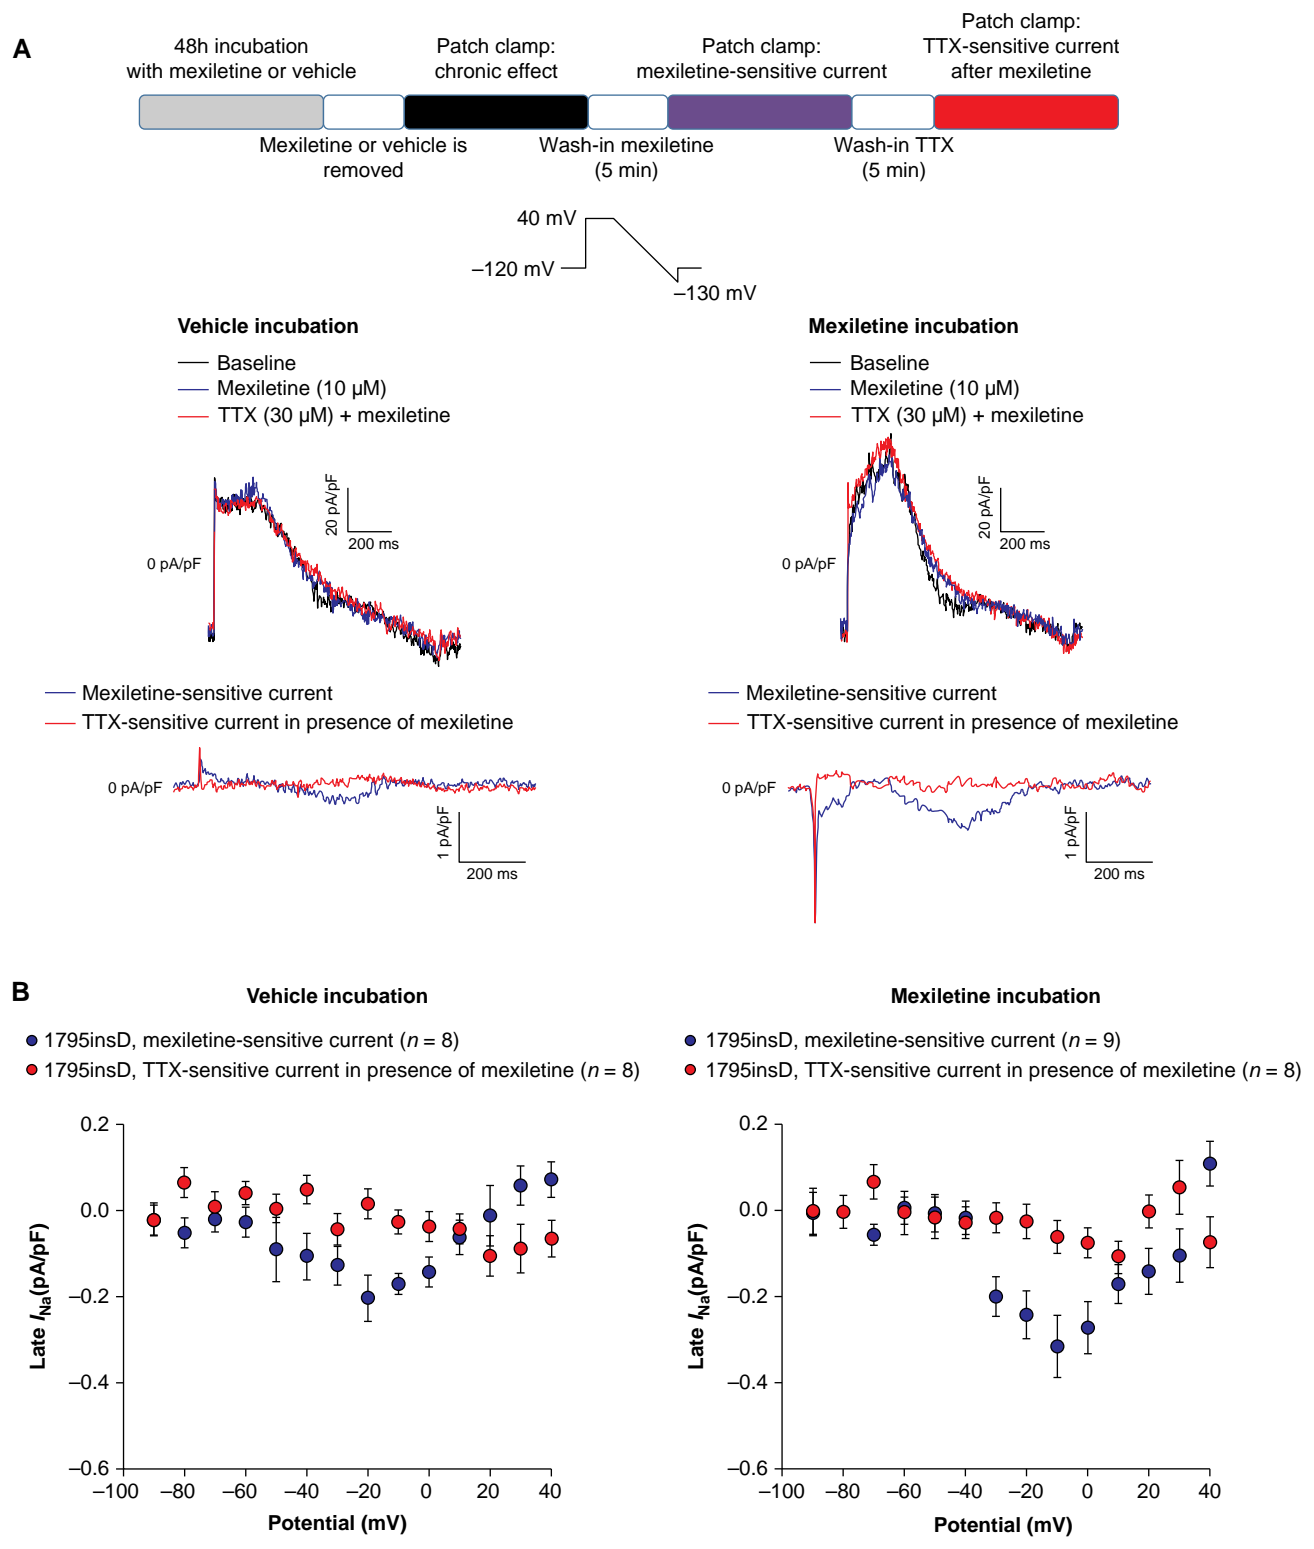 A
48h incubation
with mexiletine or vehicle
Patch clamp:
chronic effect
Patch clamp:
mexiletine-sensitive current
Patch clamp:
TTX-sensitive current
after mexiletine
Mexiletine or vehicle is
removed
Wash-in mexiletine
(5 min)
Wash-in TTX
(5 min)
40 mV
–120 mV
–130 mV
Vehicle incubation
Baseline
Mexiletine (10 µM)
TTX (30 µM) + mexiletine
20 pA/pF
200 ms
0 pA/pF
Mexiletine-sensitive current
TTX-sensitive current in presence of mexiletine
0 pA/pF
1 pA/pF
200 ms
Mexiletine incubation
Baseline
Mexiletine (10 µM)
TTX (30 µM) + mexiletine
20 pA/pF
200 ms
0 pA/pF
Mexiletine-sensitive current
TTX-sensitive current in presence of mexiletine
0 pA/pF
1 pA/pF
200 ms
B
Vehicle incubation
1795insD, mexiletine-sensitive current (n = 8)
1795insD, TTX-sensitive current in presence of mexiletine (n = 8)
0.2
0.0
–0.2
–0.4
–0.6
Late INa(pA/pF)
–100 –80 –60 –40 –20 0 20 40
Potential (mV)
Mexiletine incubation
1795insD, mexiletine-sensitive current (n = 9)
1795insD, TTX-sensitive current in presence of mexiletine (n = 8)
0.2
0.0
–0.2
–0.4
–0.6
Late INa(pA/pF)
–100 –80 –60 –40 –20 0 20 40
Potential (mV)